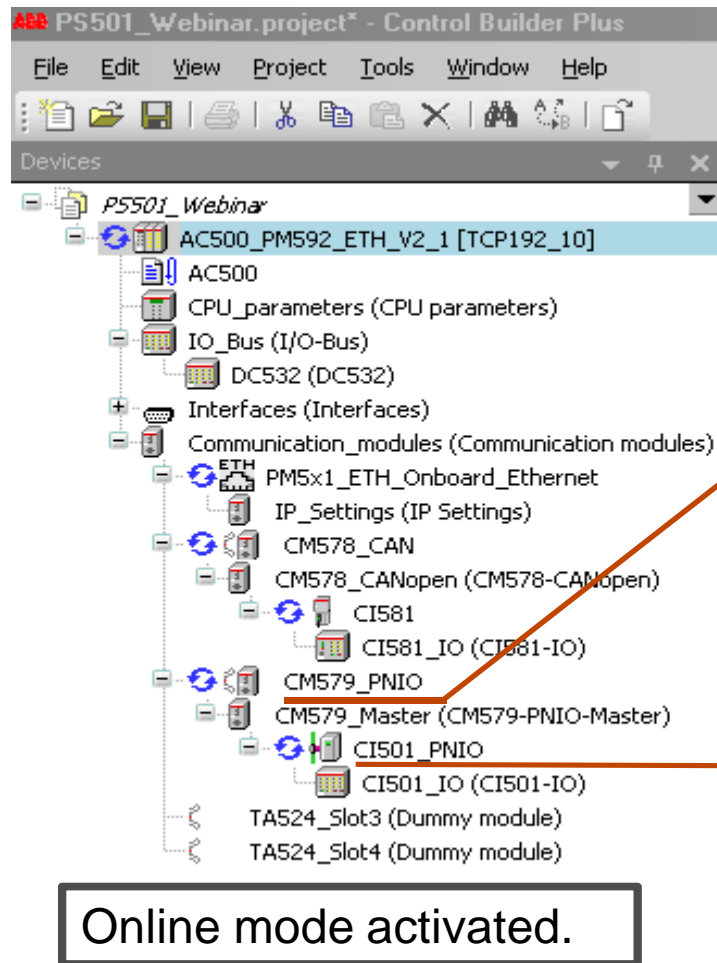 ABB PS501_Webinar.project* - Control Builder Plus
File Edit View Project Tools Window Help
Devices
PS501_Webinar
AC500_PM592_ETH_V2_1 [TCP192_10]
AC500
CPU_parameters (CPU parameters)
IO_Bus (I/O-Bus)
DC532 (DC532)
Interfaces (Interfaces)
Communication_modules (Communication modules)
ETH PM5x1_ETH_Onboard_Ethernet
IP_Settings (IP Settings)
CM578_CAN
CM578_CANopen (CM578-CANopen)
CI581
CI581_IO (CI581-IO)
CM579_PNIO
CM579_Master (CM579-PNIO-Master)
CI501_PNIO
CI501_IO (CI501-IO)
TA524_Slot3 (Dummy module)
TA524_Slot4 (Dummy module)
Online mode activated.